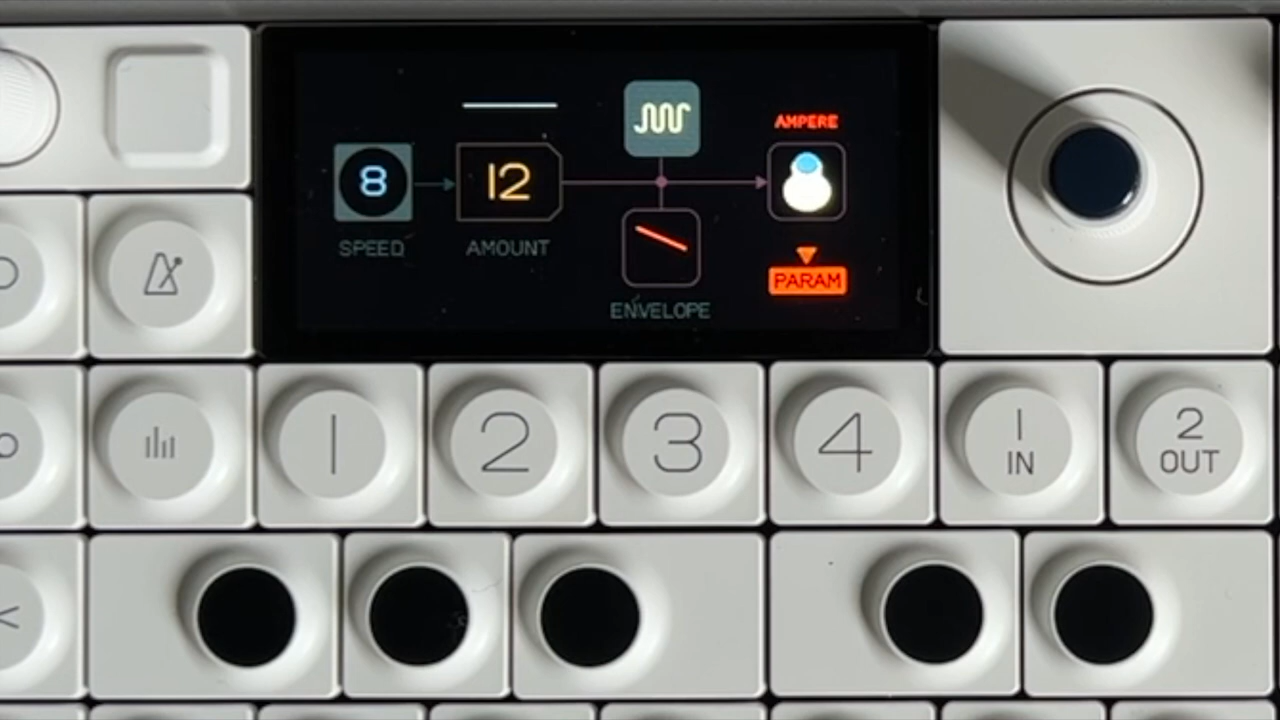 AMPERE
8
12
SPEED
AMOUNT
PARAM
ENVELOPE
1
2
3
4
1
IN
2
OUT